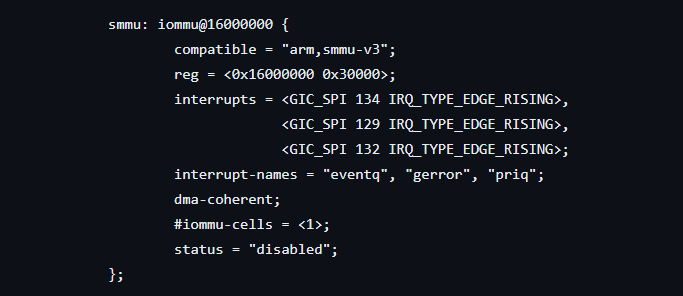 smmu: iommu@16000000 {
compatible = "arm,smmu-v3";
reg = <0x16000000 0x30000>;
interrupts = <GIC_SPI 134 IRQ_TYPE_EDGE_RISING>,
<GIC_SPI 129 IRQ_TYPE_EDGE_RISING>,
<GIC_SPI 132 IRQ_TYPE_EDGE_RISING>;
interrupt-names = "eventq", "gerror", "priq";
dma-coherent;
#iommu-cells = <1>;
status = "disabled";
};